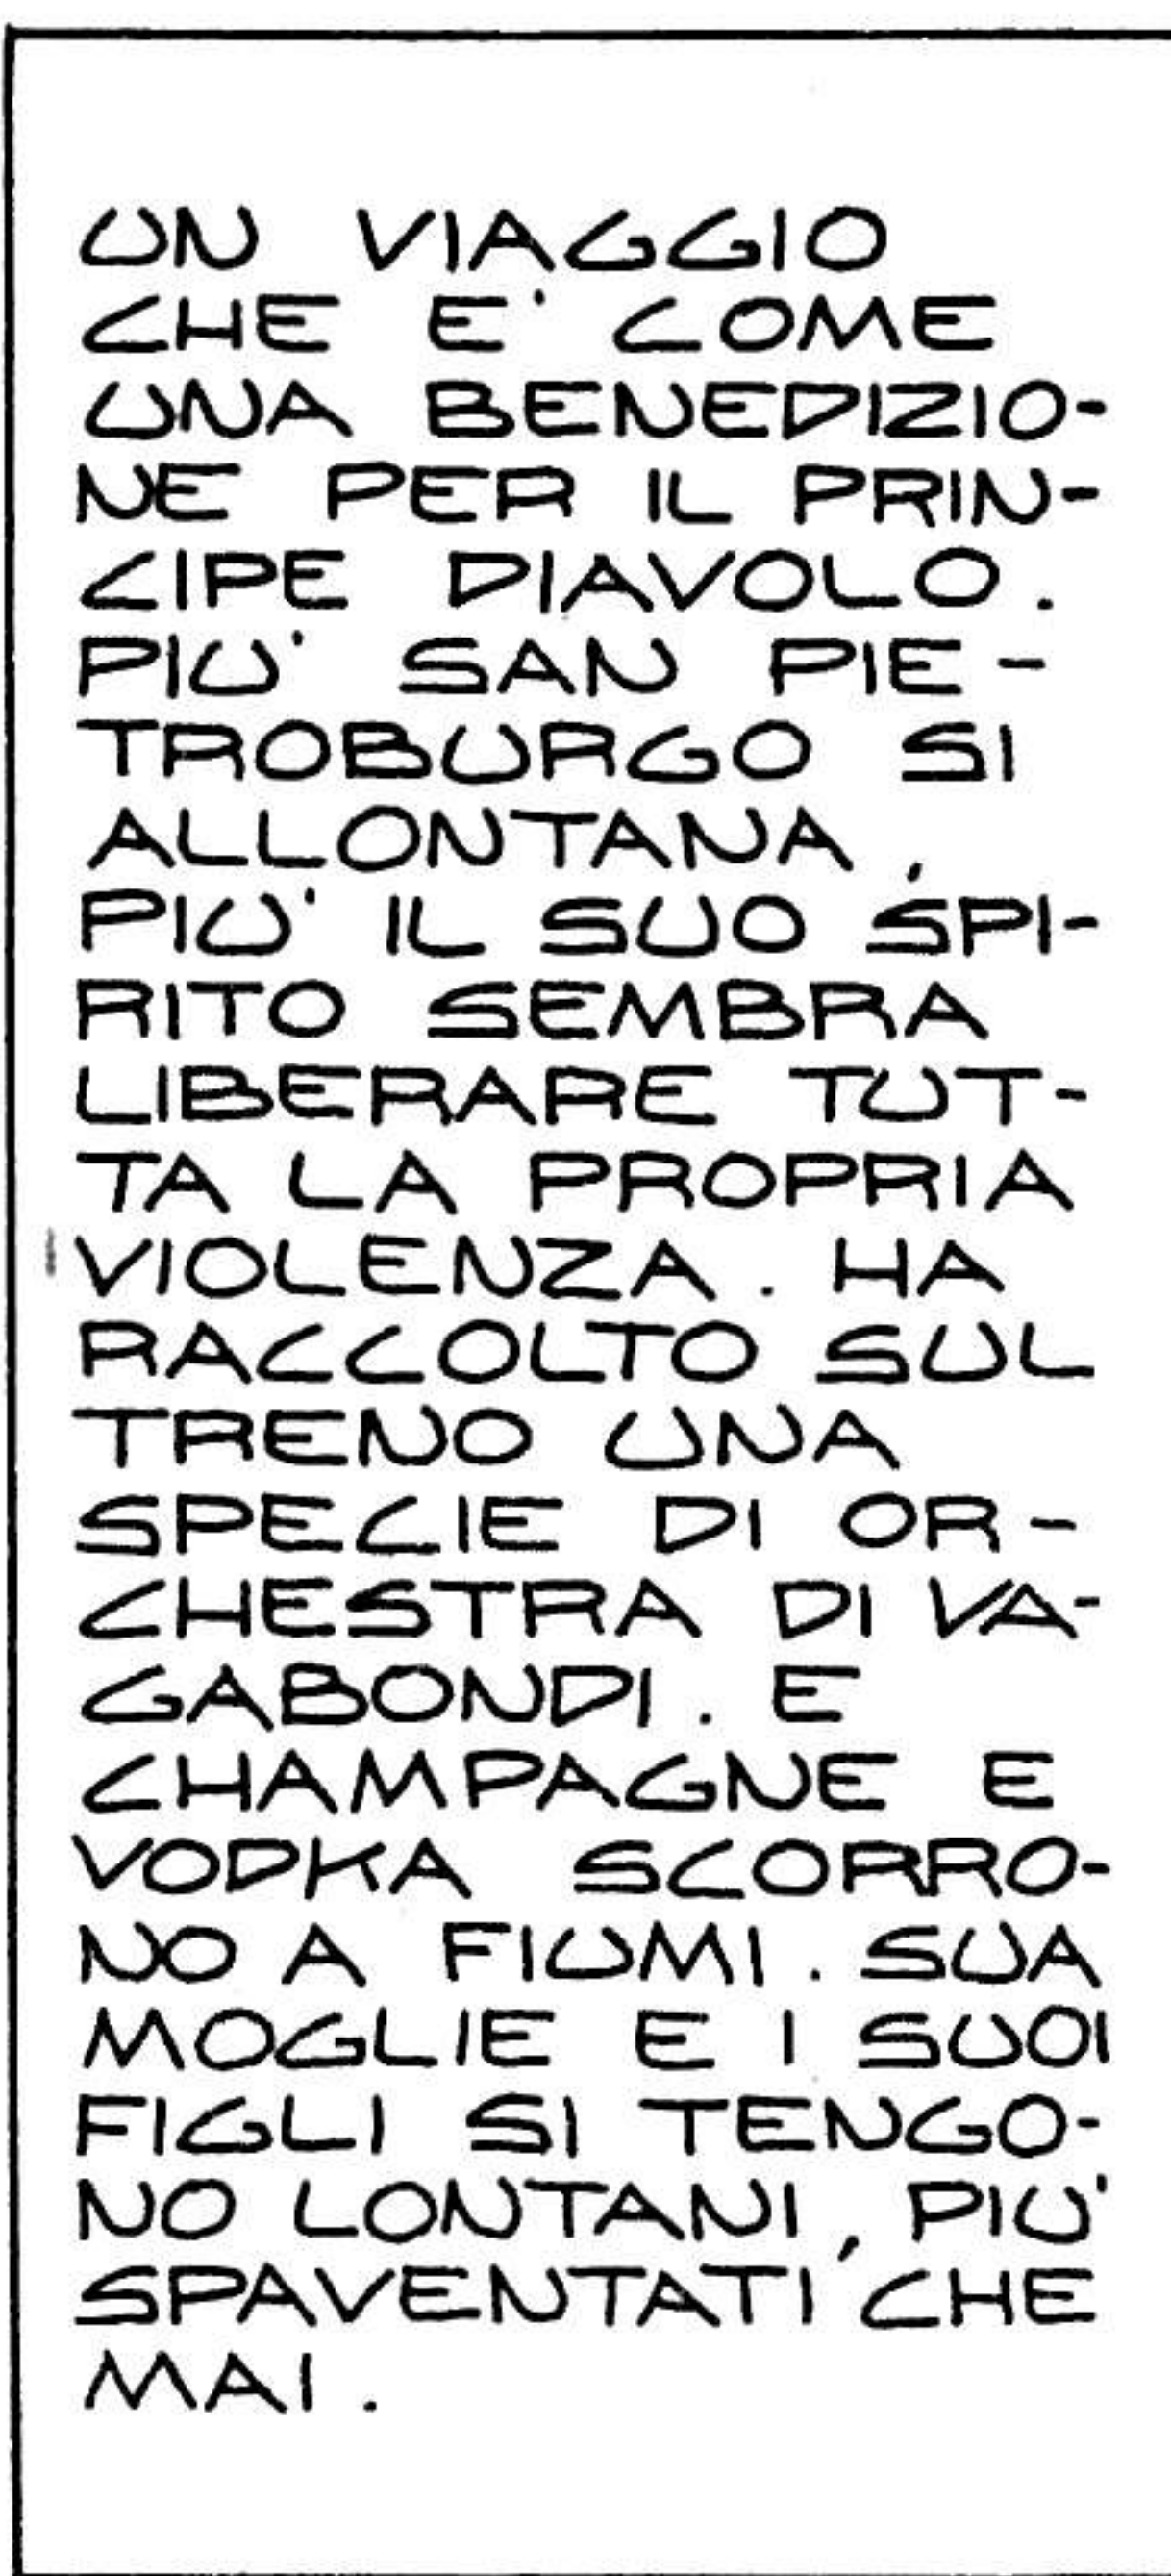 UN VIAGGIO
CHE E' COME
UNA BENEDIZIO-
NE PER IL PRIN-
CIPE DIAVOLO.
PIU' SAN PIE-
TROBURGO SI
ALLONTANA,
PIU' IL SUO SPI-
RITO SEMBRA
LIBERARE TUT-
TA LA PROPRIA
VIOLENZA. HA
RACCOLTO SUL
TRENO UNA
SPECIE DI OR-
CHESTRA DI VA-
GABONDI. E
CHAMPAGNE E
VODKA SCORRO-
NO A FIUMI. SUA
MOGLIE E I SUOI
FIGLI SI TENGO-
NO LONTANI, PIU'
SPAVENTATI CHE
MAI.